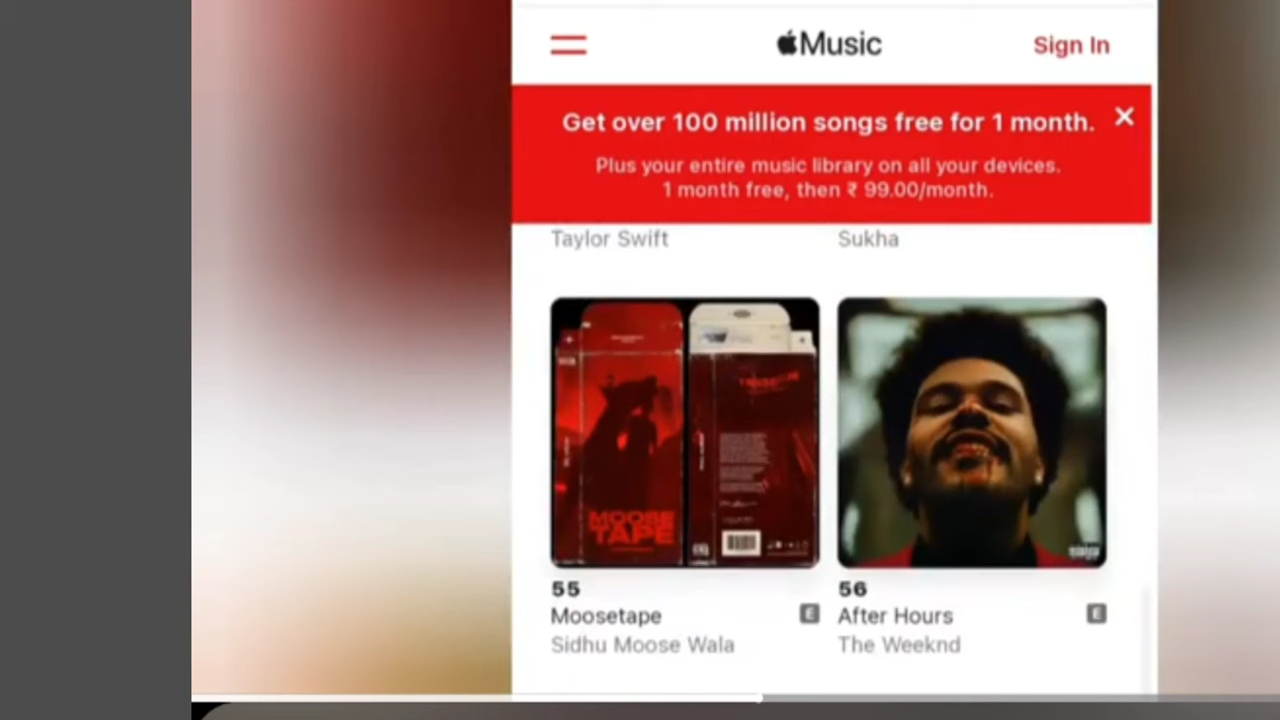 Music
Sign In
Get over 100 million songs free for 1 month.
Plus your entire music library on all your devices.
1 month free, then ₹ 99.00/month.
Taylor Swift
Sukha
MOOSE
TAPE
55
Moosetape
E
Sidhu Moose Wala
56
After Hours
E
The Weeknd